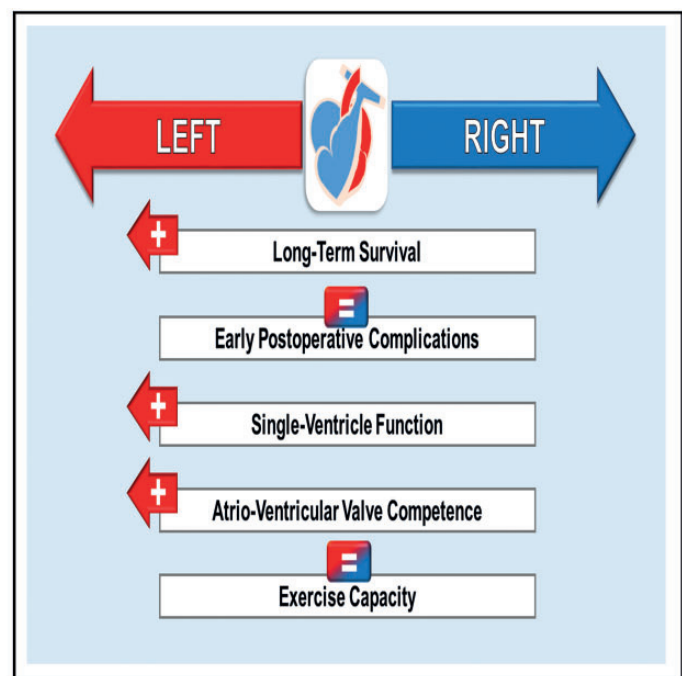 LEFT
RIGHT
+
Long-Term Survival
=
Early Postoperative Complications
+
Single-Ventricle Function
+
Atrio-Ventricular Valve Competence
=
Exercise Capacity